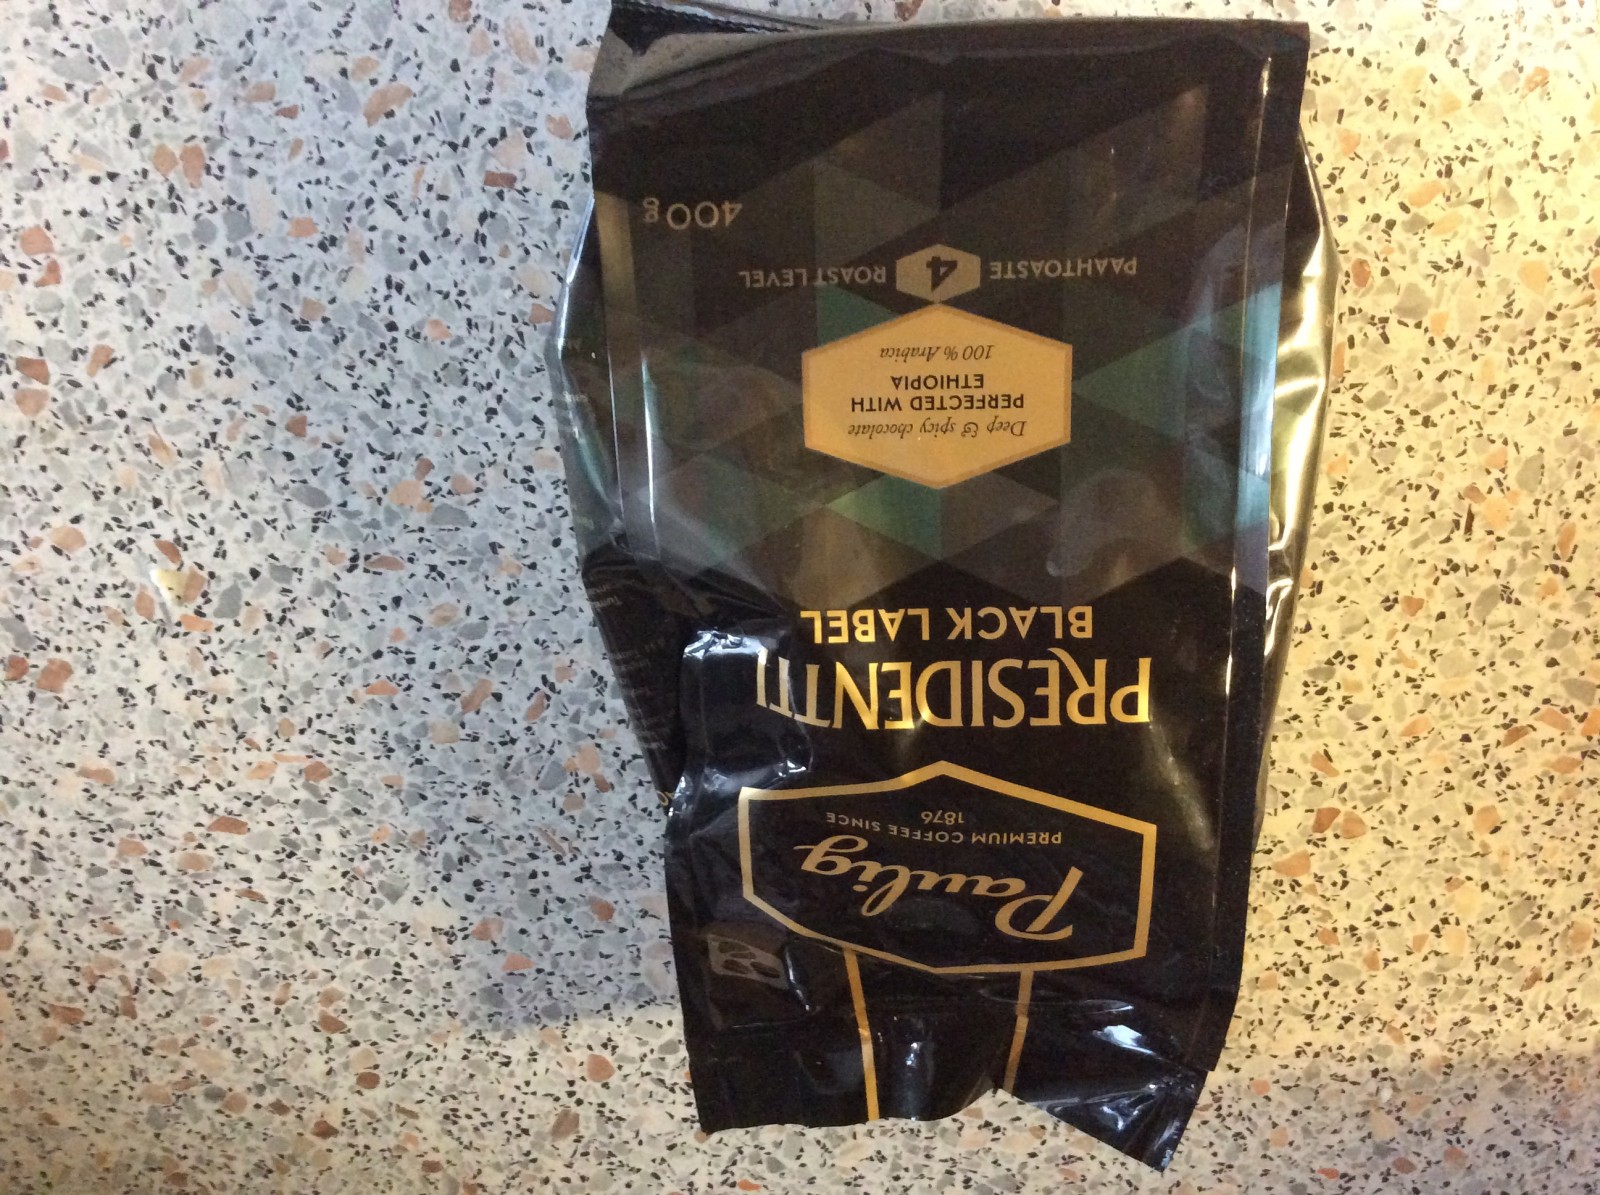 Paulig
PREMIUM COFFEE SINCE
1876
PRESIDENTTI
BLACK LABEL
Deep & spicy chocolate
PERFECTED WITH
ETHIOPIA
100 % Arabica
PAAHTOASTE 4 ROAST LEVEL
400 g